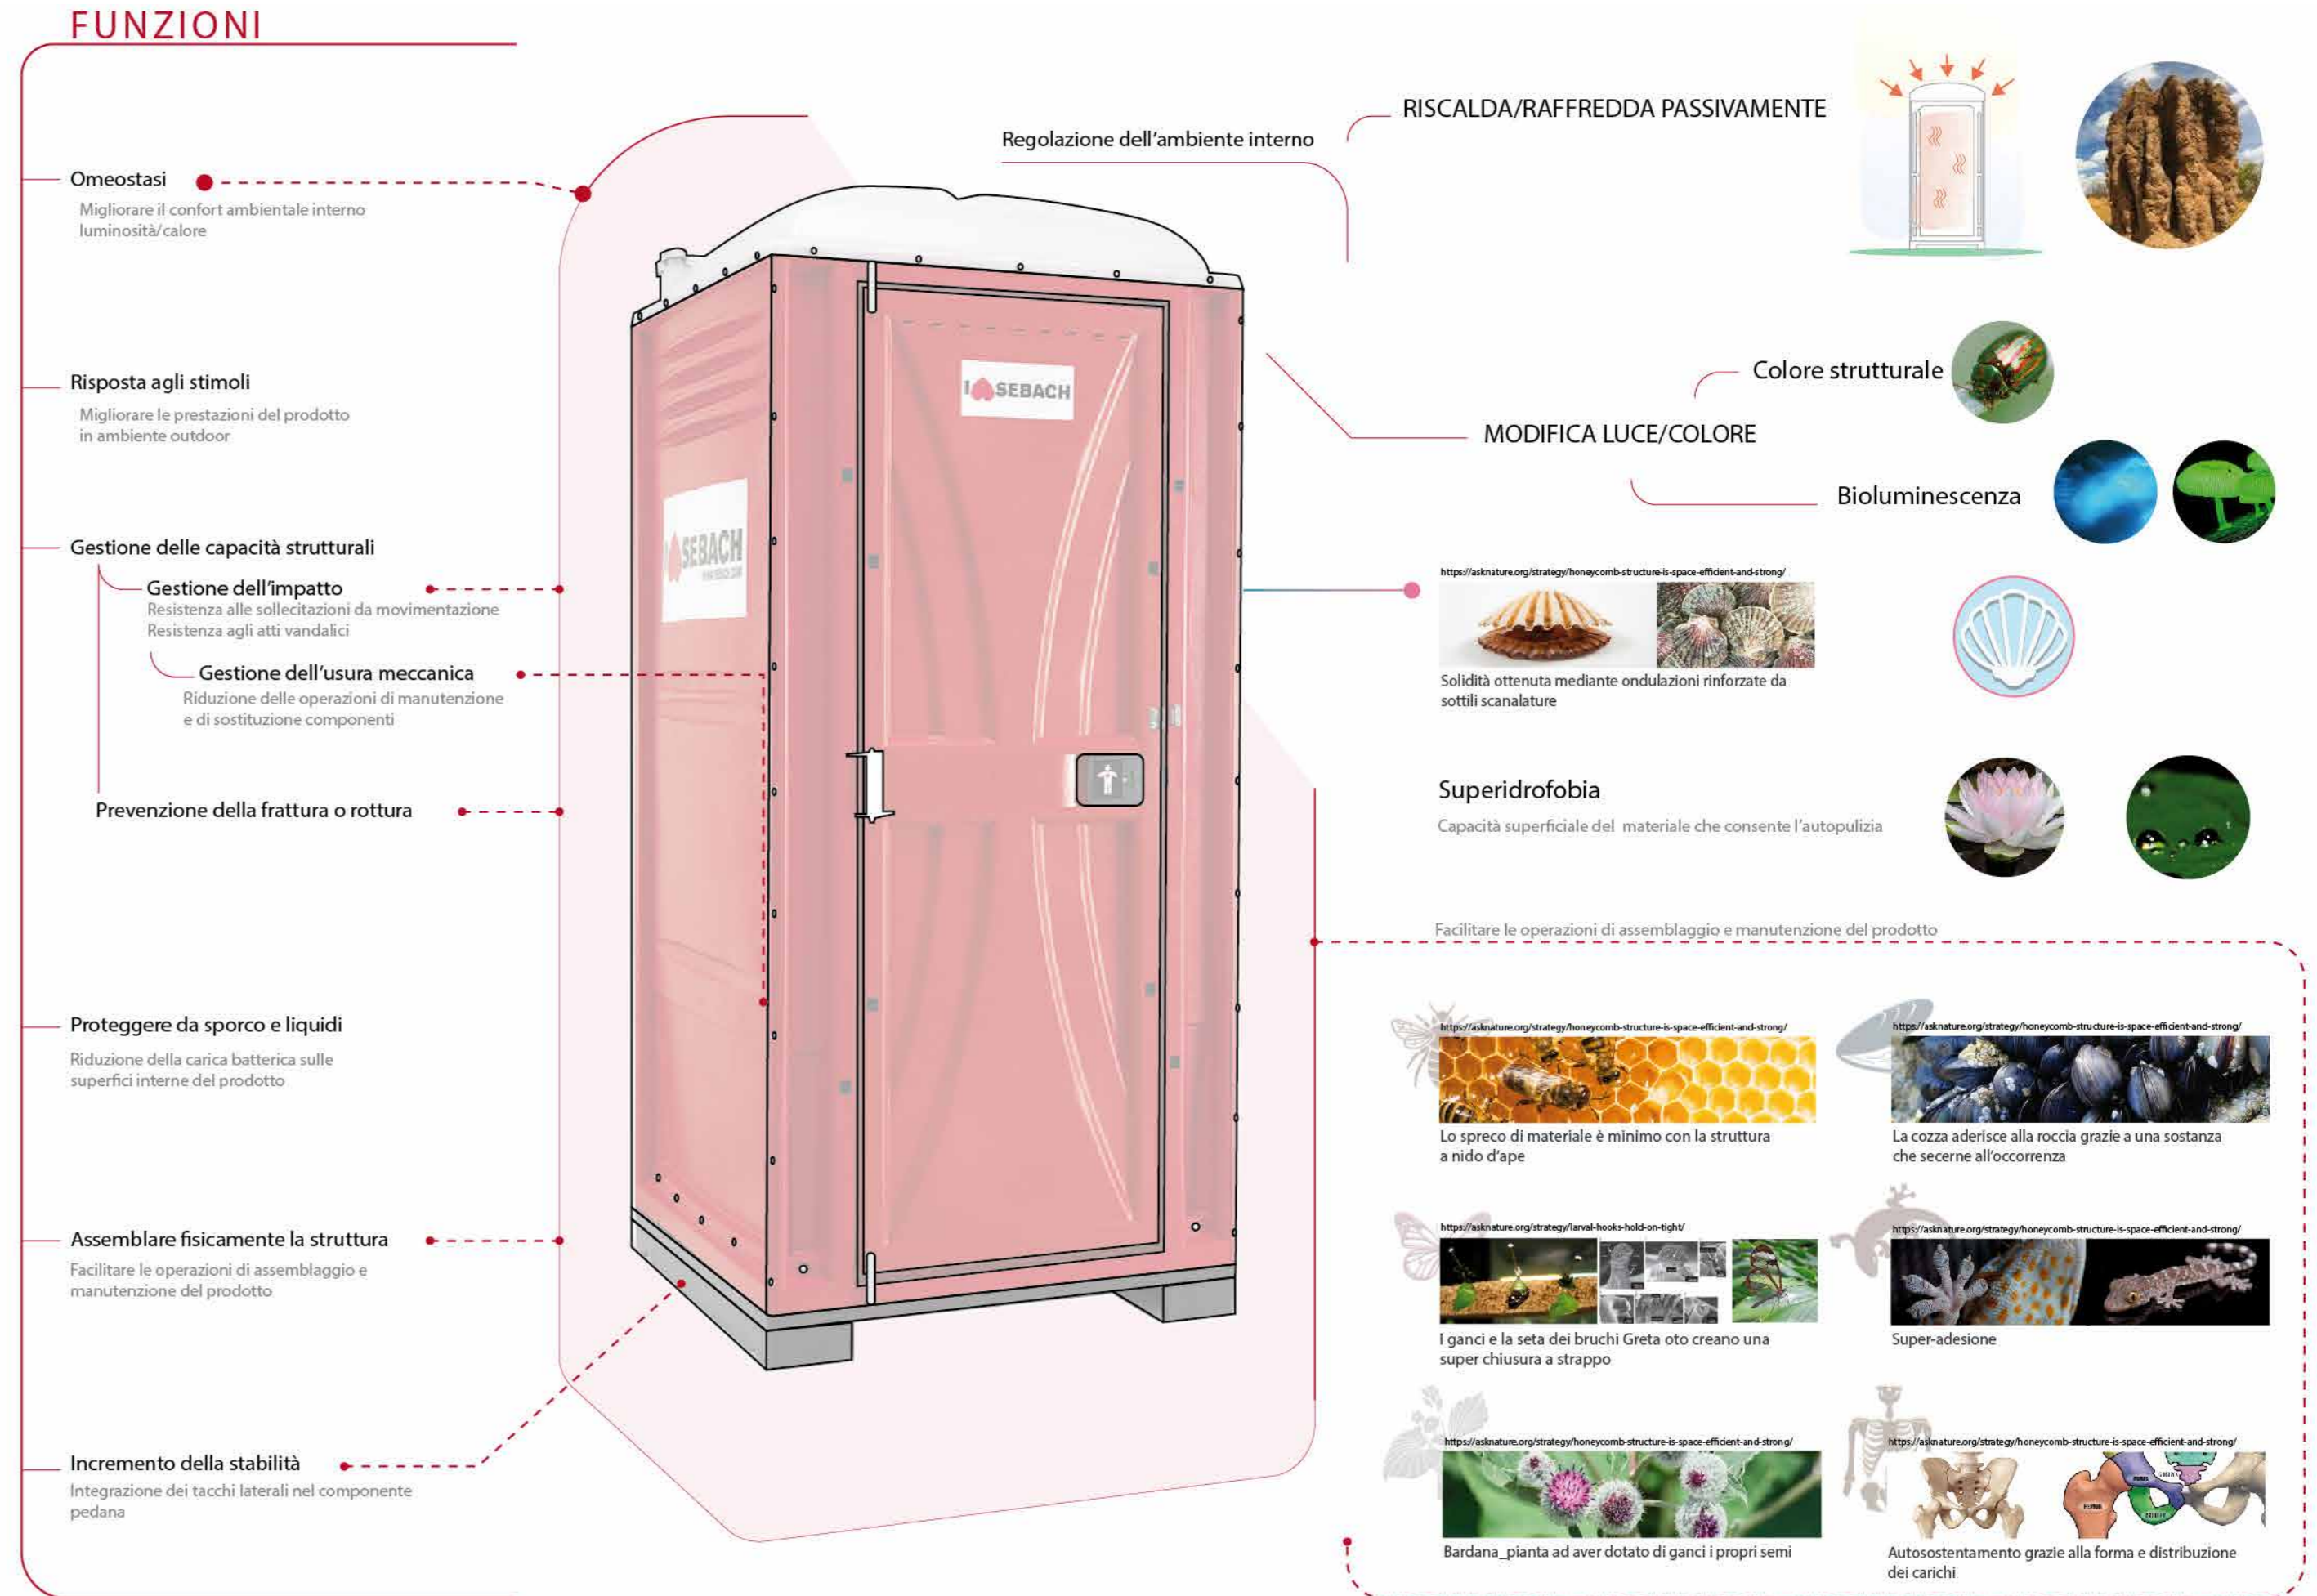 FUNZIONI
Omeostasi
Migliorare il confort ambientale interno
luminosità/calore
Risposta agli stimoli
Migliorare le prestazioni del prodotto
in ambiente outdoor
Gestione delle capacità strutturali
Gestione dell'impatto
Resistenza alle sollecitazioni da movimentazione
Resistenza agli atti vandalici
Gestione dell'usura meccanica
Riduzione delle operazioni di manutenzione
e di sostituzione componenti
Prevenzione della frattura o rottura
Proteggere da sporco e liquidi
Riduzione della carica batterica sulle
superfici interne del prodotto
Assemblare fisicamente la struttura
Facilitare le operazioni di assemblaggio e
manutenzione del prodotto
Incremento della stabilità
Integrazione dei tacchi laterali nel componente
pedana
I SEBACH
I SEBACH
Regolazione dell'ambiente interno
RISCALDA/RAFFREDDA PASSIVAMENTE
Colore strutturale
MODIFICA LUCE/COLORE
Bioluminescenza
https://asknature.org/strategy/honeycomb-structure-is-space-efficient-and-strong/
Solidità ottenuta mediante ondulazioni rinforzate da
sottili scanalature
Superidrofobia
Capacità superficiale del materiale che consente l'autopulizia
Facilitare le operazioni di assemblaggio e manutenzione del prodotto
https://asknature.org/strategy/honeycomb-structure-is-space-efficient-and-strong/
Lo spreco di materiale è minimo con la struttura
a nido d'ape
https://asknature.org/strategy/honeycomb-structure-is-space-efficient-and-strong/
La cozza aderisce alla roccia grazie a una sostanza
che secerne all'occorrenza
https://asknature.org/strategy/larval-hooks-hold-on-tight/
I ganci e la seta dei bruchi Greta oto creano una
super chiusura a strappo
https://asknature.org/strategy/honeycomb-structure-is-space-efficient-and-strong/
Super-adesione
https://asknature.org/strategy/honeycomb-structure-is-space-efficient-and-strong/
Bardana_pianta ad aver dotato di ganci i propri semi
https://asknature.org/strategy/honeycomb-structure-is-space-efficient-and-strong/
FEMUR
Autosostentamento grazie alla forma e distribuzione
dei carichi